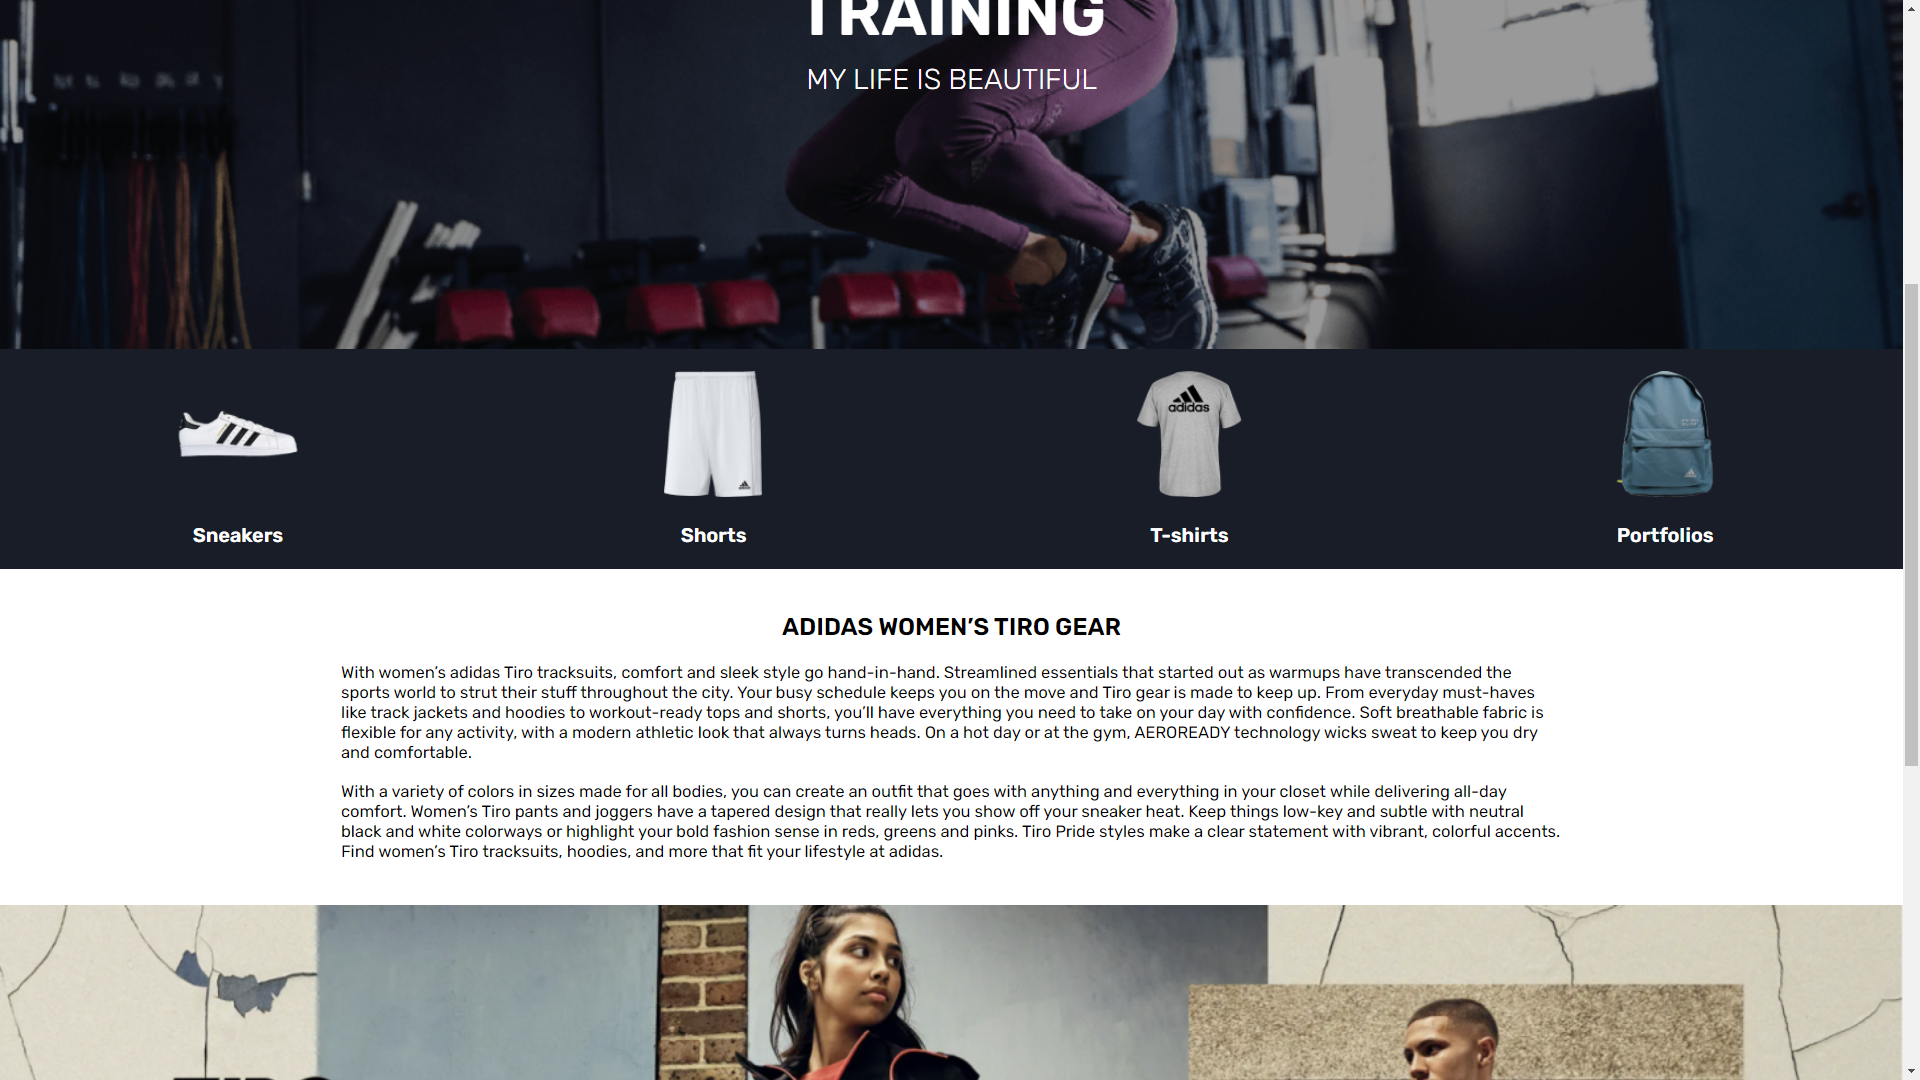 TRAINING
MY LIFE IS BEAUTIFUL
adidas
Sneakers
Shorts
T-shirts
Portfolios
ADIDAS WOMEN’S TIRO GEAR
With women’s adidas Tiro tracksuits, comfort and sleek style go hand-in-hand. Streamlined essentials that started out as warmups have transcended the
sports world to strut their stuff throughout the city. Your busy schedule keeps you on the move and Tiro gear is made to keep up. From everyday must-haves
like track jackets and hoodies to workout-ready tops and shorts, you’ll have everything you need to take on your day with confidence. Soft breathable fabric is
flexible for any activity, with a modern athletic look that always turns heads. On a hot day or at the gym, AEROREADY technology wicks sweat to keep you dry
and comfortable.
With a variety of colors in sizes made for all bodies, you can create an outfit that goes with anything and everything in your closet while delivering all-day
comfort. Women’s Tiro pants and joggers have a tapered design that really lets you show off your sneaker heat. Keep things low-key and subtle with neutral
black and white colorways or highlight your bold fashion sense in reds, greens and pinks. Tiro Pride styles make a clear statement with vibrant, colorful accents.
Find women’s Tiro tracksuits, hoodies, and more that fit your lifestyle at adidas.